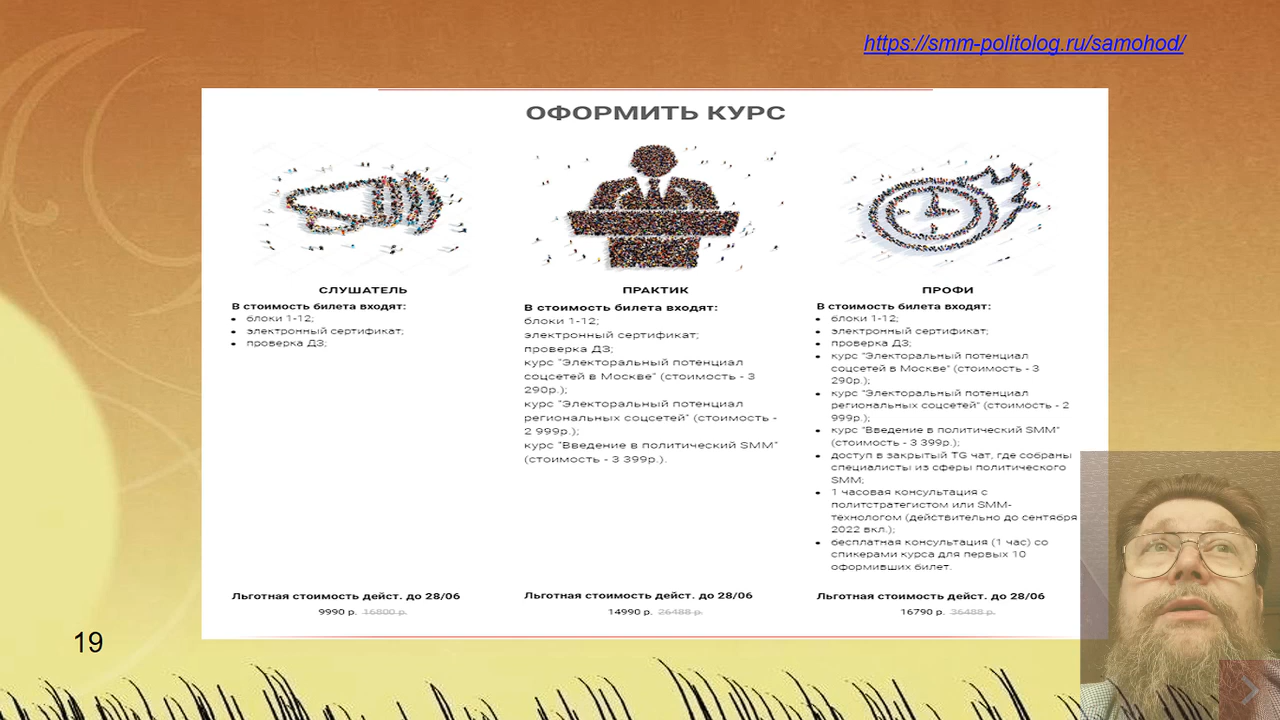 https://smm-politolog.ru/samohod/
ОФОРМИТЬ КУРС
СЛУШАТЕЛЬ
В стоимость билета входят:
блоки 1-12;
электронный сертификат;
проверка ДЗ;
Льготная стоимость дейст. до 28/06
9990 р. 16800 р.
ПРАКТИК
В стоимость билета входят:
блоки 1-12;
электронный сертификат;
проверка ДЗ;
курс "Электоральный потенциал
соцсетей в Москве" (стоимость - 3
290р.);
курс "Электоральный потенциал
региональных соцсетей" (стоимость -
2 999р.);
курс "Введение в политический SMM"
(стоимость - 3 399р.).
Льготная стоимость дейст. до 28/06
14990 р. 26488 р.
ПРОФИ
В стоимость билета входят:
блоки 1-12;
электронный сертификат;
проверка ДЗ;
курс "Электоральный потенциал
соцсетей в Москве" (стоимость - 3
290р.);
курс "Электоральный потенциал
региональных соцсетей" (стоимость - 2
999р.);
курс "Введение в политический SMM"
(стоимость - 3 399р.);
доступ в закрытый TG чат, где собраны
специалисты из сферы политического
SMM;
1 часовая консультация с
политстратегистом или SMM-
технологом (действительно до сентября
2022 вкл.);
бесплатная консультация (1 час) со
спикерами курса для первых 10
оформивших билет.
Льготная стоимость дейст. до 28/06
16790 р. 36488 р.
19